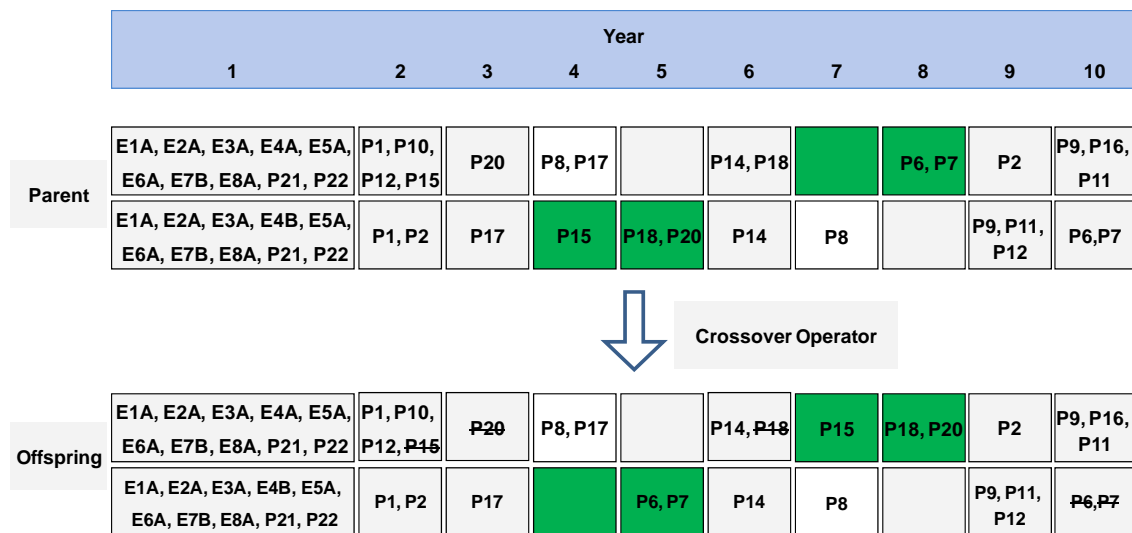 Year
1 2 3 4 5 6 7 8 9 10
Parent
E1A, E2A, E3A, E4A, E5A,
E6A, E7B, E8A, P21, P22
P1, P10,
P12, P15
P20
P8, P17
P14, P18
P6, P7
P2
P9, P16,
P11
E1A, E2A, E3A, E4B, E5A,
E6A, E7B, E8A, P21, P22
P1, P2
P17
P15
P18, P20
P14
P8
P9, P11,
P12
P6,P7
Crossover Operator
Offspring
E1A, E2A, E3A, E4A, E5A,
E6A, E7B, E8A, P21, P22
P1, P10,
P12, P15
P20
P8, P17
P14, P18
P15
P18, P20
P2
P9, P16,
P11
E1A, E2A, E3A, E4B, E5A,
E6A, E7B, E8A, P21, P22
P1, P2
P17
P6, P7
P14
P8
P9, P11,
P12
P6,P7